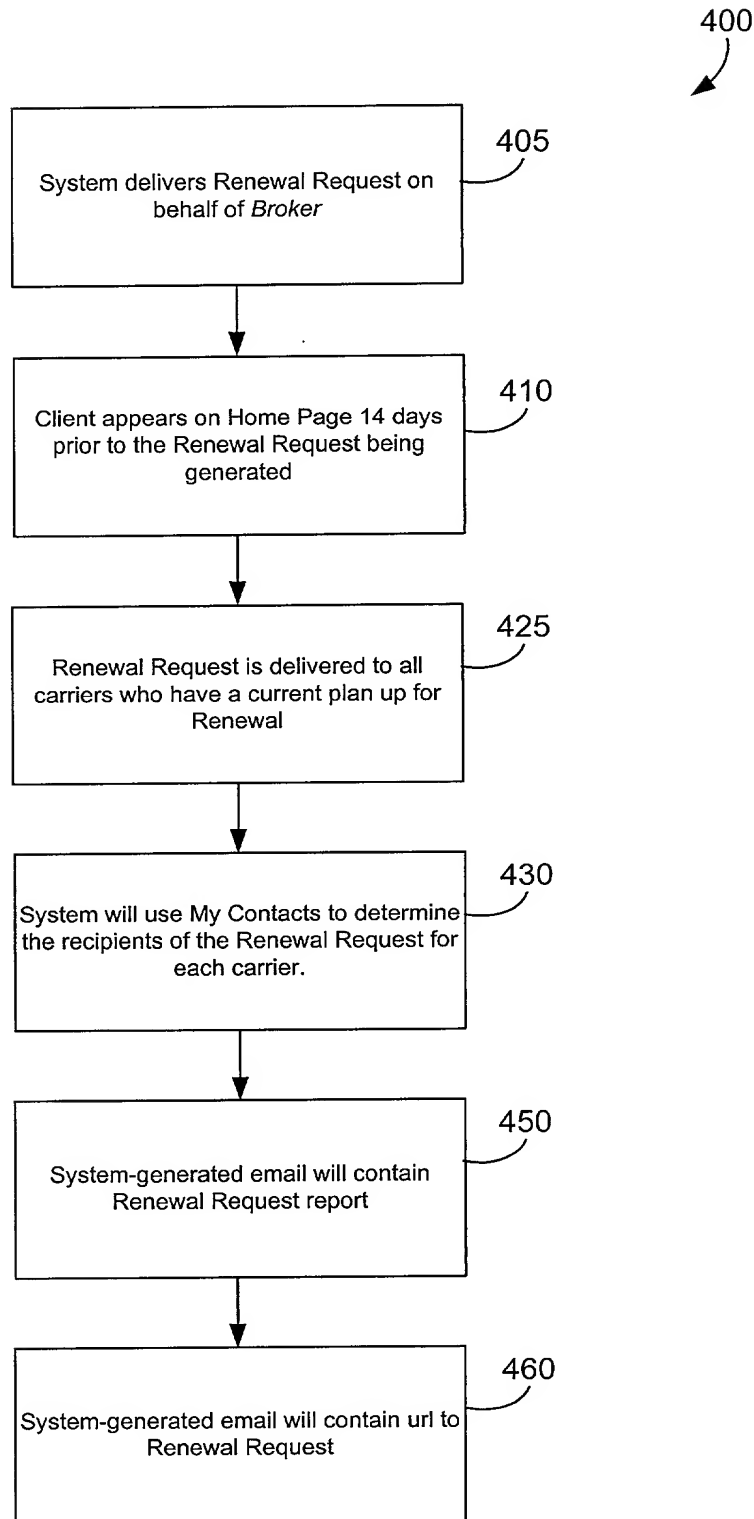 400
405
System delivers Renewal Request on
behalf of Broker
410
Client appears on Home Page 14 days
prior to the Renewal Request being
generated
425
Renewal Request is delivered to all
carriers who have a current plan up for
Renewal
430
System will use My Contacts to determine
the recipients of the Renewal Request for
each carrier.
450
System-generated email will contain
Renewal Request report
460
System-generated email will contain url to
Renewal Request